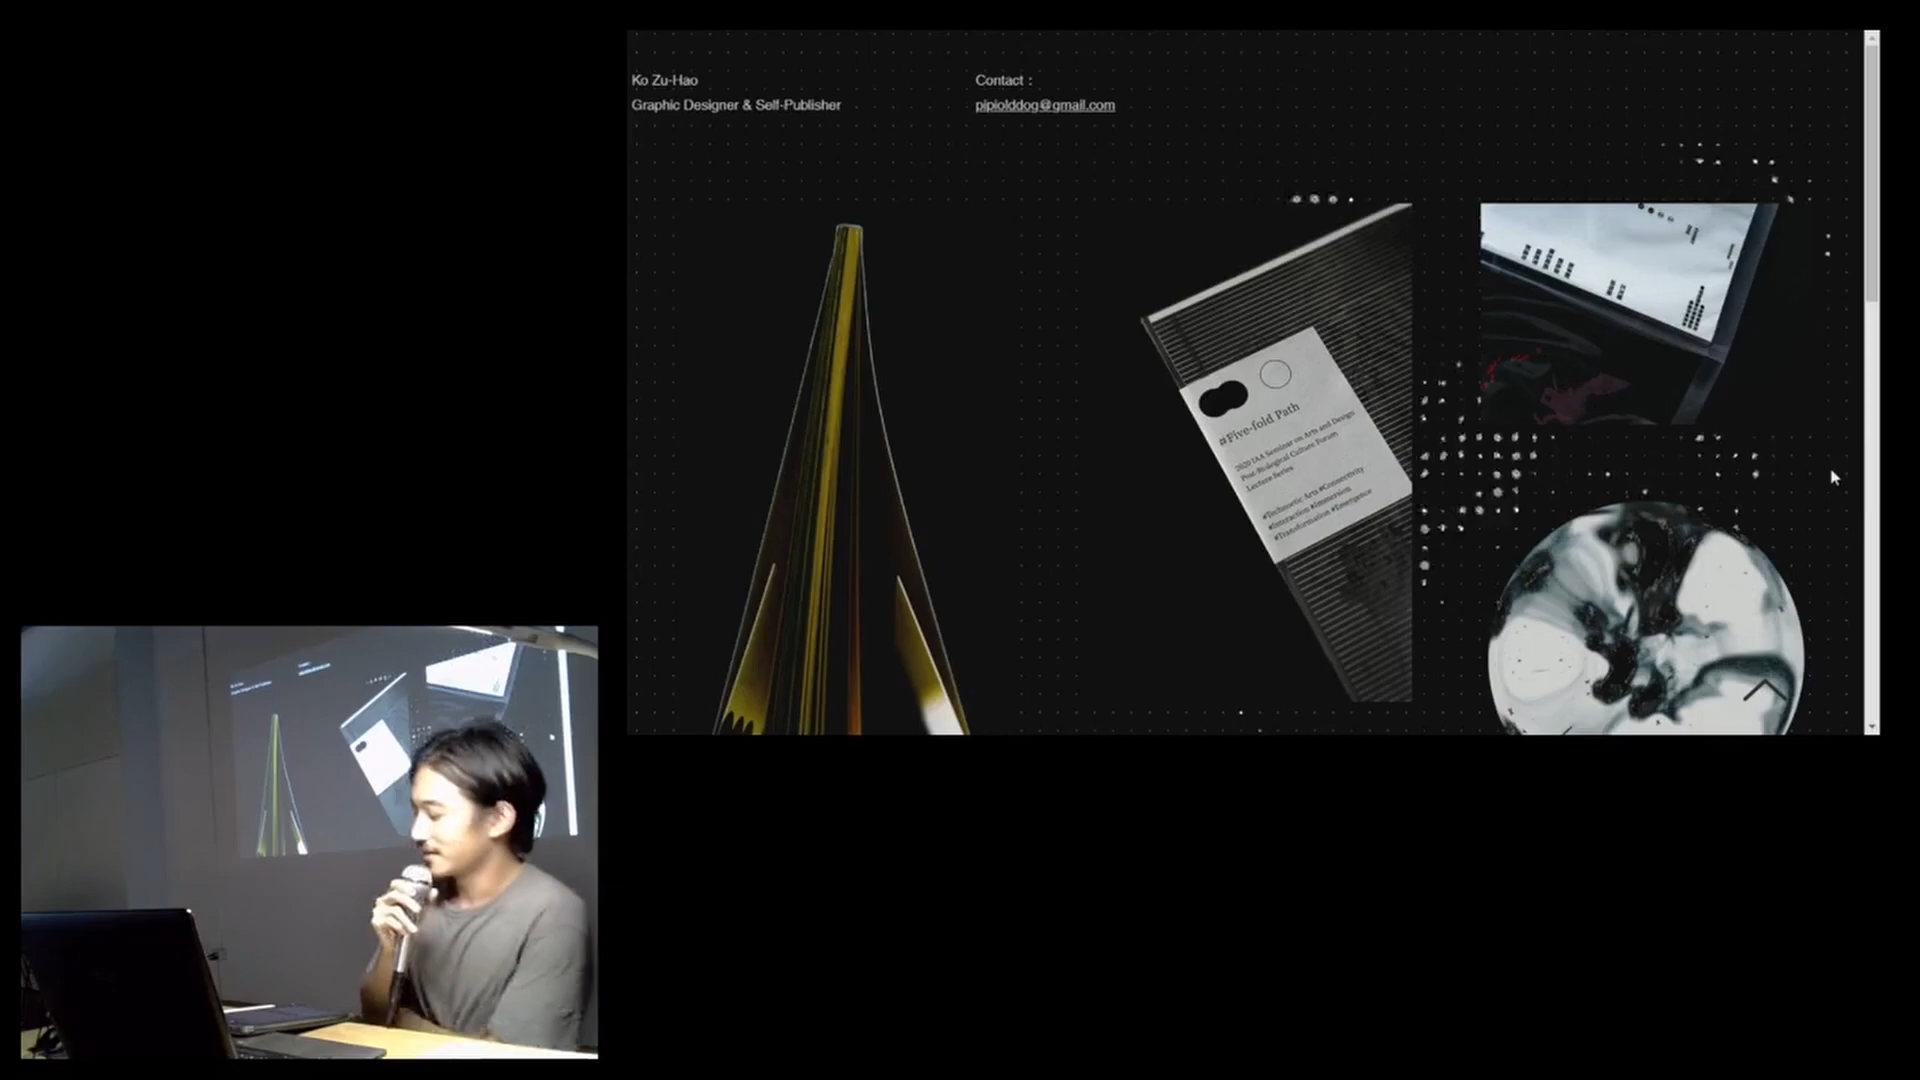 Ko Zu-Hao
Graphic Designer & Self-Publisher
Contact :
pipiolddog@gmail.com
#Five-fold Path
2020 IAA Seminar on Arts and Design
Post-Biological Culture Forum
Lecture Series
#Technoetic Arts #Connectivity
#Interaction #Immersion
#Transformation #Emergence